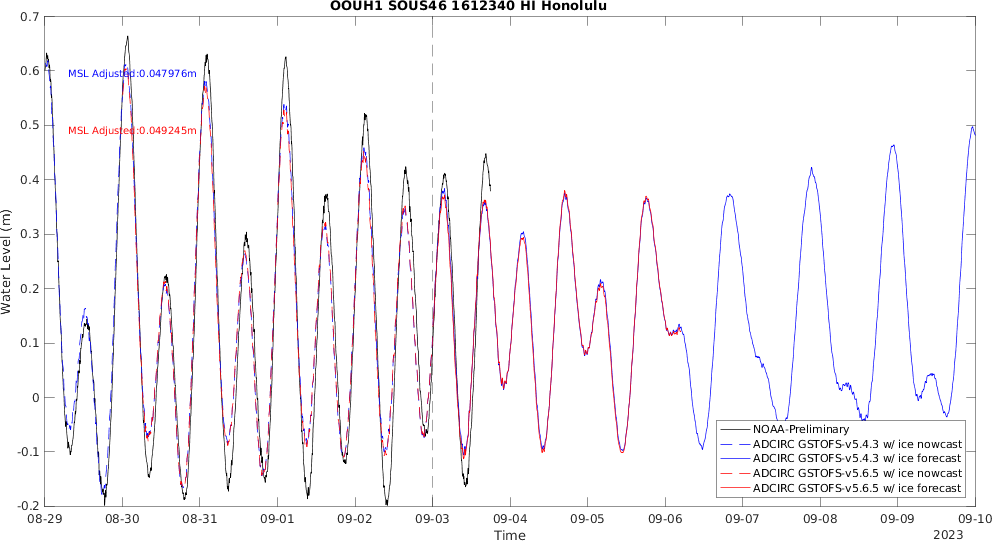 OOUH1 SOUS46 1612340 HI Honolulu
0.7
0.6
0.5
0.4
0.3
0.2
0.1
0
-0.1
-0.2
Water Level (m)
MSL Adjusted:0.047976m
MSL Adjusted:0.049245m
NOAA-Preliminary
ADCIRC GSTOFS-v5.4.3 w/ ice nowcast
ADCIRC GSTOFS-v5.4.3 w/ ice forecast
ADCIRC GSTOFS-v5.6.5 w/ ice nowcast
ADCIRC GSTOFS-v5.6.5 w/ ice forecast
08-29 08-30 08-31 09-01 09-02 09-03 09-04 09-05 09-06 09-07 09-08 09-09 09-10
Time
2023